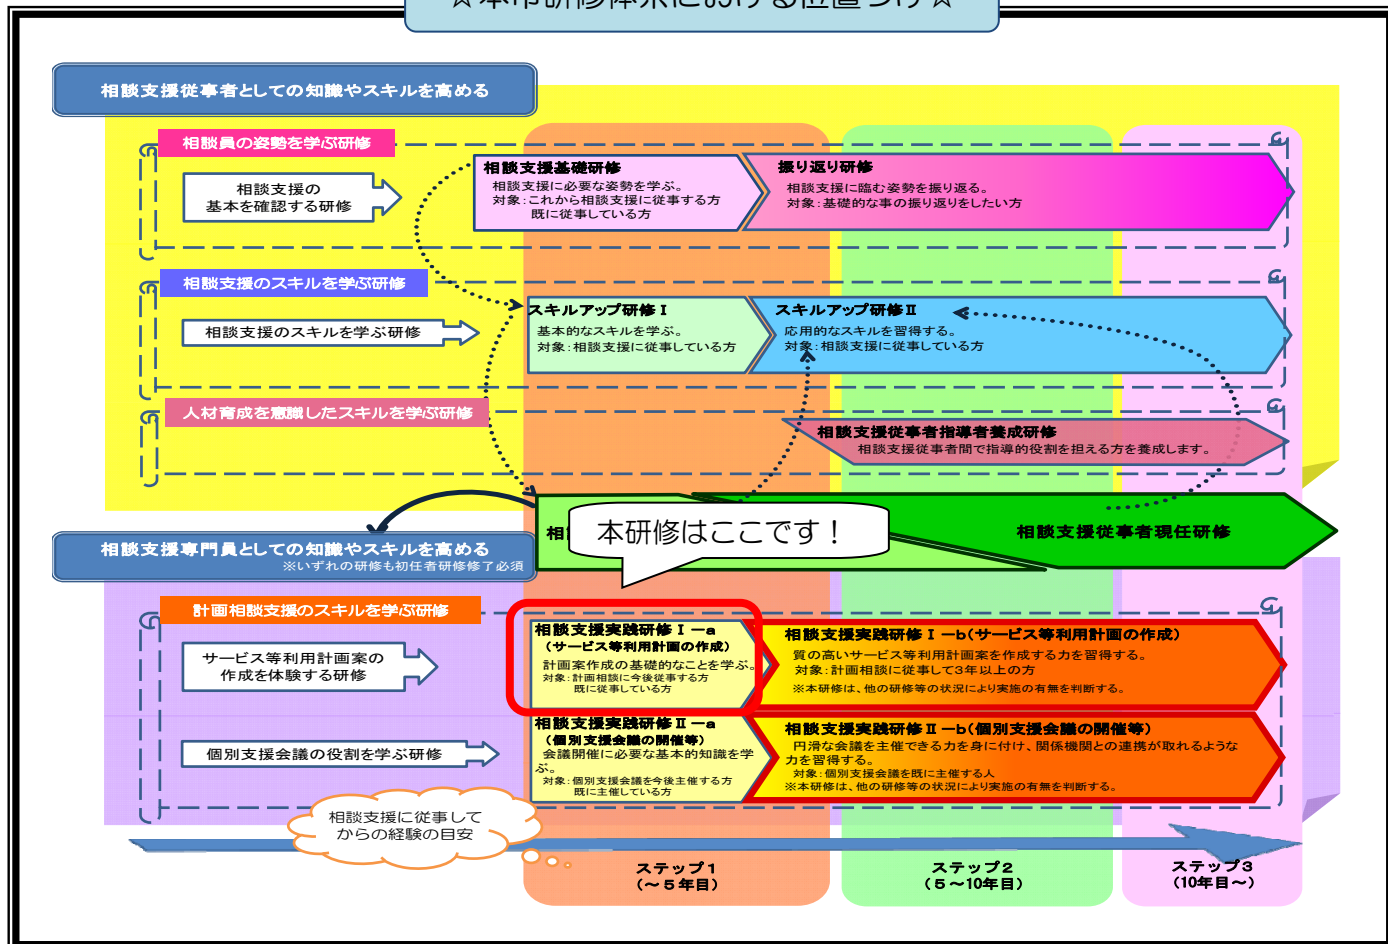 ☆本市研修体系における位置づけ☆
相談支援従事者としての知識やスキルを高める
相談員の姿勢を学ぶ研修
相談支援の
基本を確認する研修
相談支援基礎研修
相談支援に必要な姿勢を学ぶ。
対象：これから相談支援に従事する方
既に従事している方
振り返り研修
相談支援に臨む姿勢を振り返る。
対象：基礎的な事の振り返りをしたい方
相談支援のスキルを学ぶ研修
相談支援のスキルを学ぶ研修
スキルアップ研修Ⅰ
基本的なスキルを学ぶ。
対象：相談支援に従事している方
スキルアップ研修Ⅱ
応用的なスキルを習得する。
対象：相談支援に従事している方
人材育成を意識したスキルを学ぶ研修
相談支援従事者指導者養成研修
相談支援従事者間で指導的役割を担える方を養成します。
相
本研修はここです！
相談支援従事者現任研修
相談支援専門員としての知識やスキルを高める
※いずれの研修も初任者研修修了必須
計画相談支援のスキルを学ぶ研修
サービス等利用計画案の
作成を体験する研修
相談支援実践研修Ⅰ－a
（サービス等利用計画の作成）
計画案作成の基礎的なことを学ぶ。
対象：計画相談に今後従事する方
既に従事している方
相談支援実践研修Ⅰ－b（サービス等利用計画の作成）
質の高いサービス等利用計画案を作成する力を習得する。
対象：計画相談に従事して3年以上の方
※本研修は、他の研修等の状況により実施の有無を判断する。
個別支援会議の役割を学ぶ研修
相談支援実践研修Ⅱ－a
（個別支援会議の開催等）
会議開催に必要な基本的知識を学
ぶ。
対象：個別支援会議を今後主催する方
既に主催している方
相談支援実践研修Ⅱ－b（個別支援会議の開催等）
円滑な会議を主催できる力を身に付け、関係機関との連携が取れるような
力を習得する。
対象：個別支援会議を既に主催する人
※本研修は、他の研修等の状況により実施の有無を判断する。
相談支援に従事して
からの経験の目安
ステップ１
（～５年目）
ステップ２
（５～10年目）
ステップ３
（10年目～）